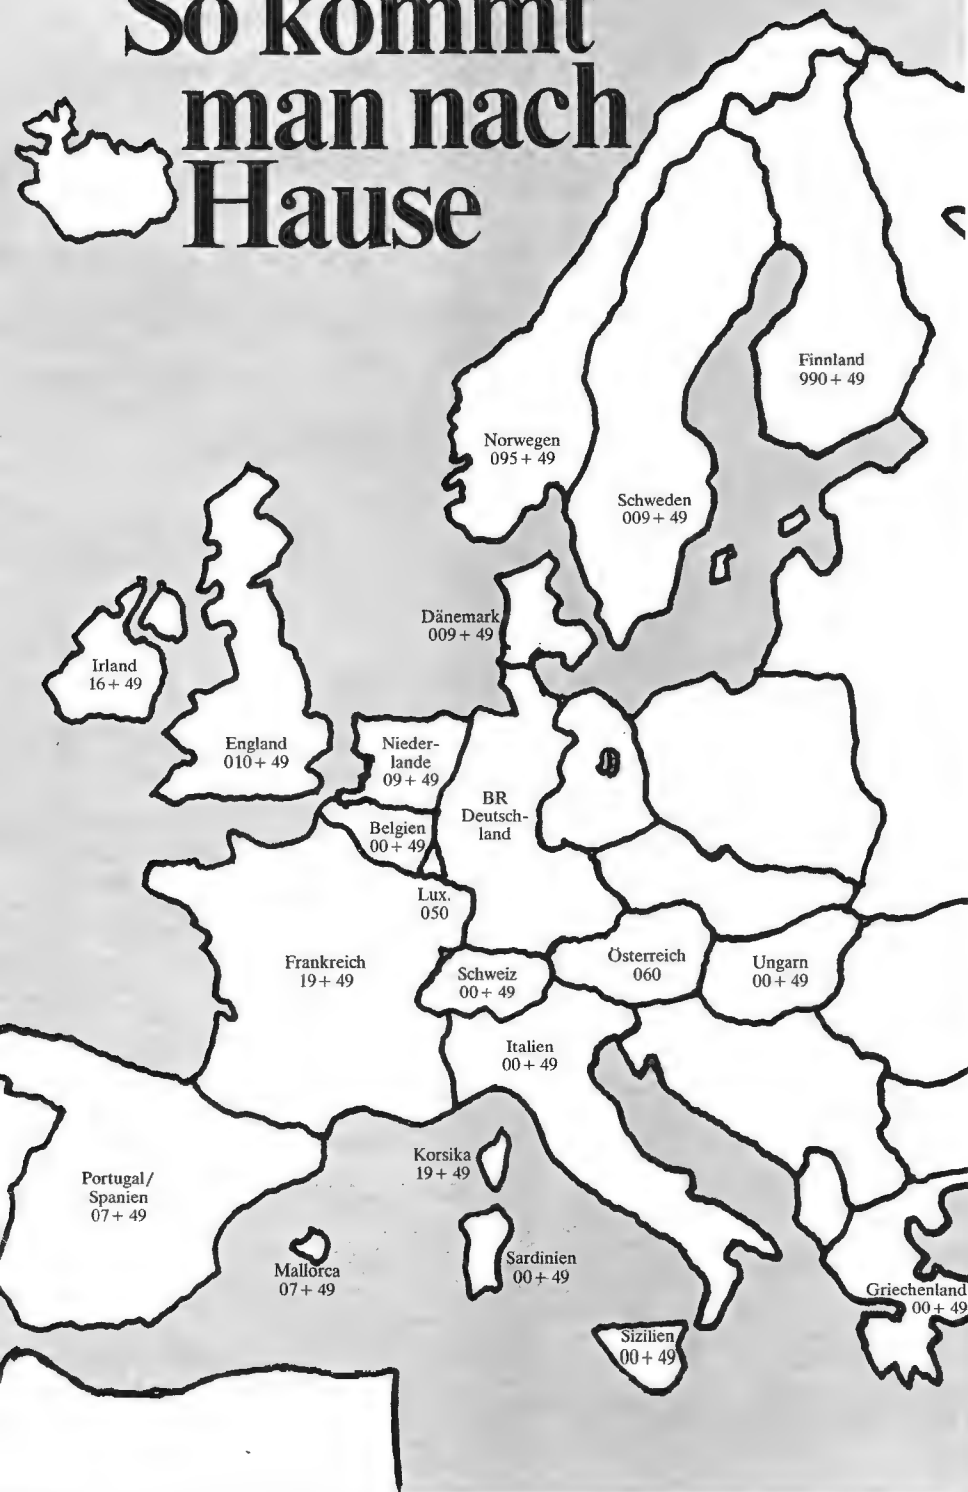 So kommt
man nach
Hause
Finnland
990 + 49
Norwegen
095 + 49
Schweden
009 + 49
Dänemark
009 + 49
Irland
16 + 49
England
010 + 49
Nieder-
lande
09 + 49
BR
Deutsch-
land
Belgien
00 + 49
Lux.
050
Frankreich
19 + 49
Schweiz
00 + 49
Österreich
060
Ungarn
00 + 49
Italien
00 + 49
Korsika
19 + 49
Portugal/
Spanien
07 + 49
Mallorca
07 + 49
Sardinien
00 + 49
Griechenland
00 + 49
Sizilien
00 + 49